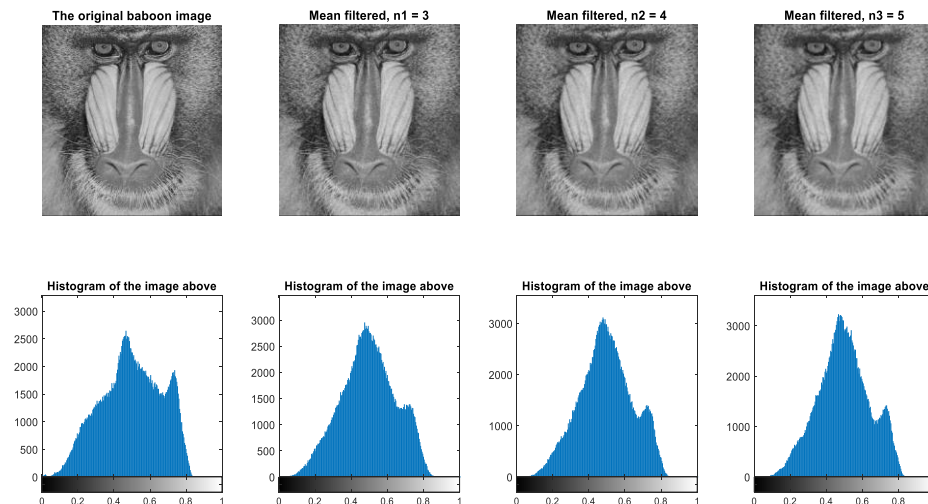 The original baboon image
Mean filtered, n1 = 3
Mean filtered, n2 = 4
Mean filtered, n3 = 5
Histogram of the image above
3000
2500
2000
1500
1000
500
0
0 0.2 0.4 0.6 0.8 1
Histogram of the image above
3000
2500
2000
1500
1000
500
0
0 0.2 0.4 0.6 0.8 1
Histogram of the image above
3000
2000
1000
0
0 0.2 0.4 0.6 0.8 1
Histogram of the image above
3000
2000
1000
0
0 0.2 0.4 0.6 0.8